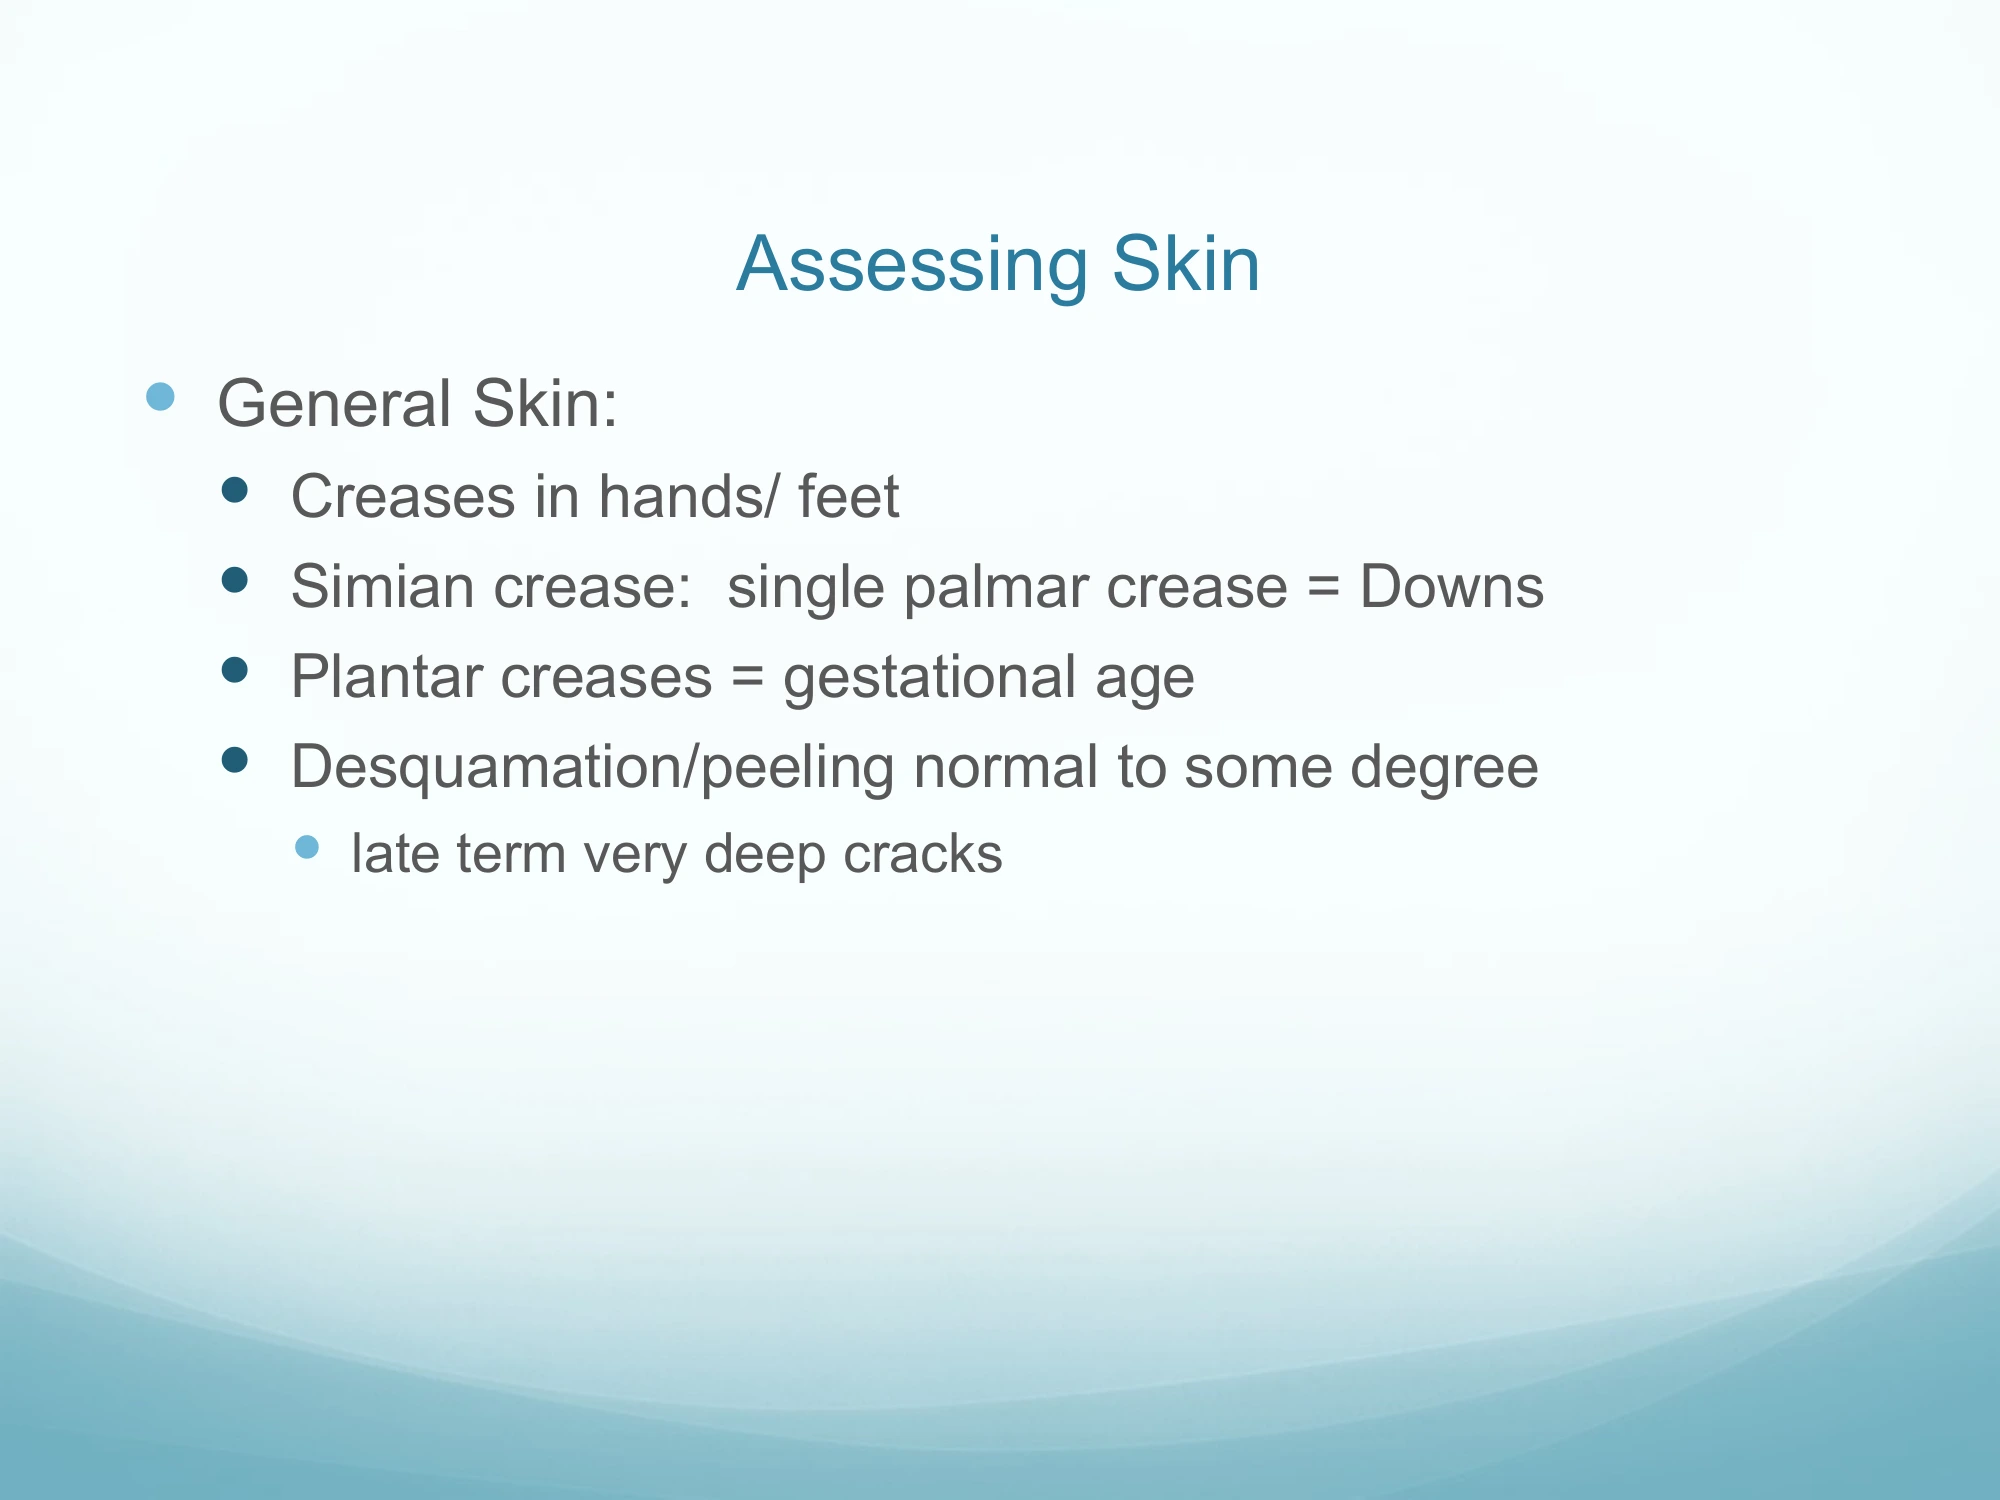 Assessing Skin
General Skin:
Creases in hands/ feet
Simian crease:  single palmar crease = Downs
Plantar creases = gestational age
Desquamation/peeling normal to some degree
late term very deep cracks